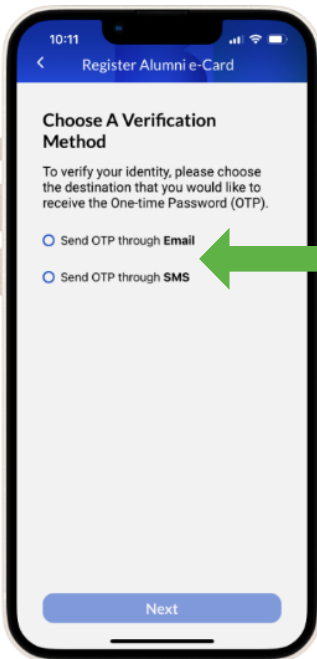 10:11
Register Alumni e-Card
Choose A Verification
Method
To verify your identity, please choose
the destination that you would like to
receive the One-time Password (OTP).
Send OTP through Email
Send OTP through SMS
Next